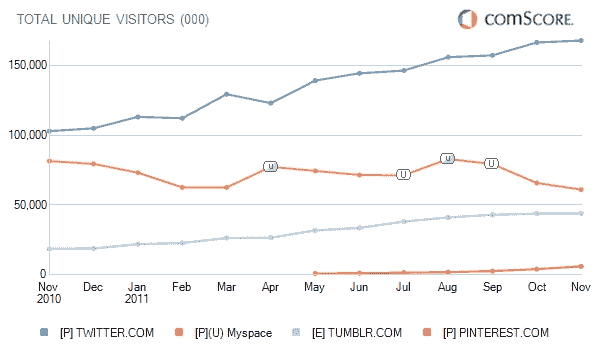 TOTAL UNIQUE VISITORS (000)
comScore.
150,000
100,000
50,000
0
u
U
u
U
Nov Dec Jan Feb Mar Apr May Jun Jul Aug Sep Oct Nov
2010 2011
[P] TWITTER.COM [P](U) Myspace [E] TUMBLR.COM [P] PINTEREST.COM